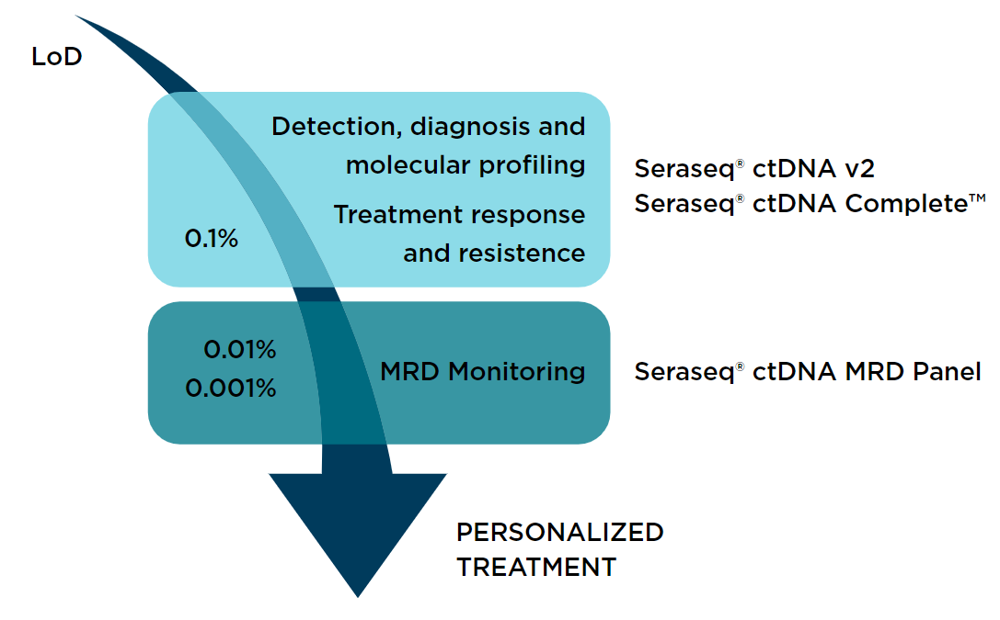 LoD
Detection, diagnosis and
molecular profiling
Treatment response
and resistence
0.1%
Seraseq® ctDNA v2
Seraseq® ctDNA Complete™
0.01%
0.001%
MRD Monitoring
Seraseq® ctDNA MRD Panel
PERSONALIZED
TREATMENT